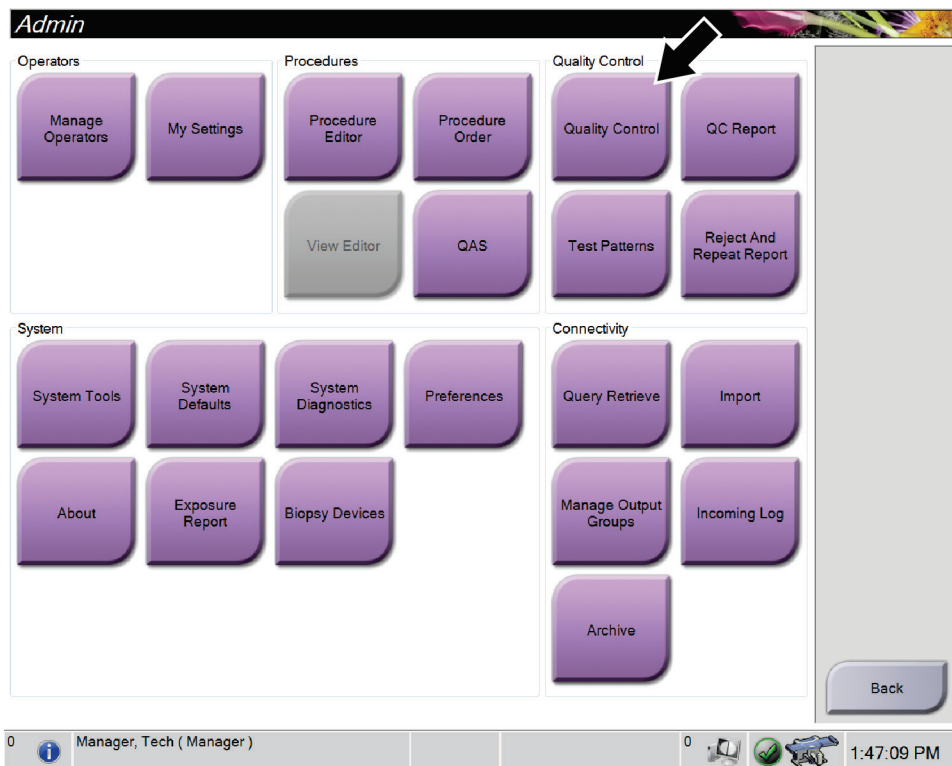 Admin
Operators
Procedures
Quality Control
Manage
Operators
My Settings
Procedure
Editor
Procedure
Order
Quality Control
QC Report
View Editor
QAS
Test Patterns
Reject And
Repeat Report
System
Connectivity
System Tools
System
Defaults
System
Diagnostics
Preferences
Query Retrieve
Import
About
Exposure
Report
Biopsy Devices
Manage Output
Groups
Incoming Log
Archive
Back
0
Manager, Tech ( Manager )
0
1:47:09 PM